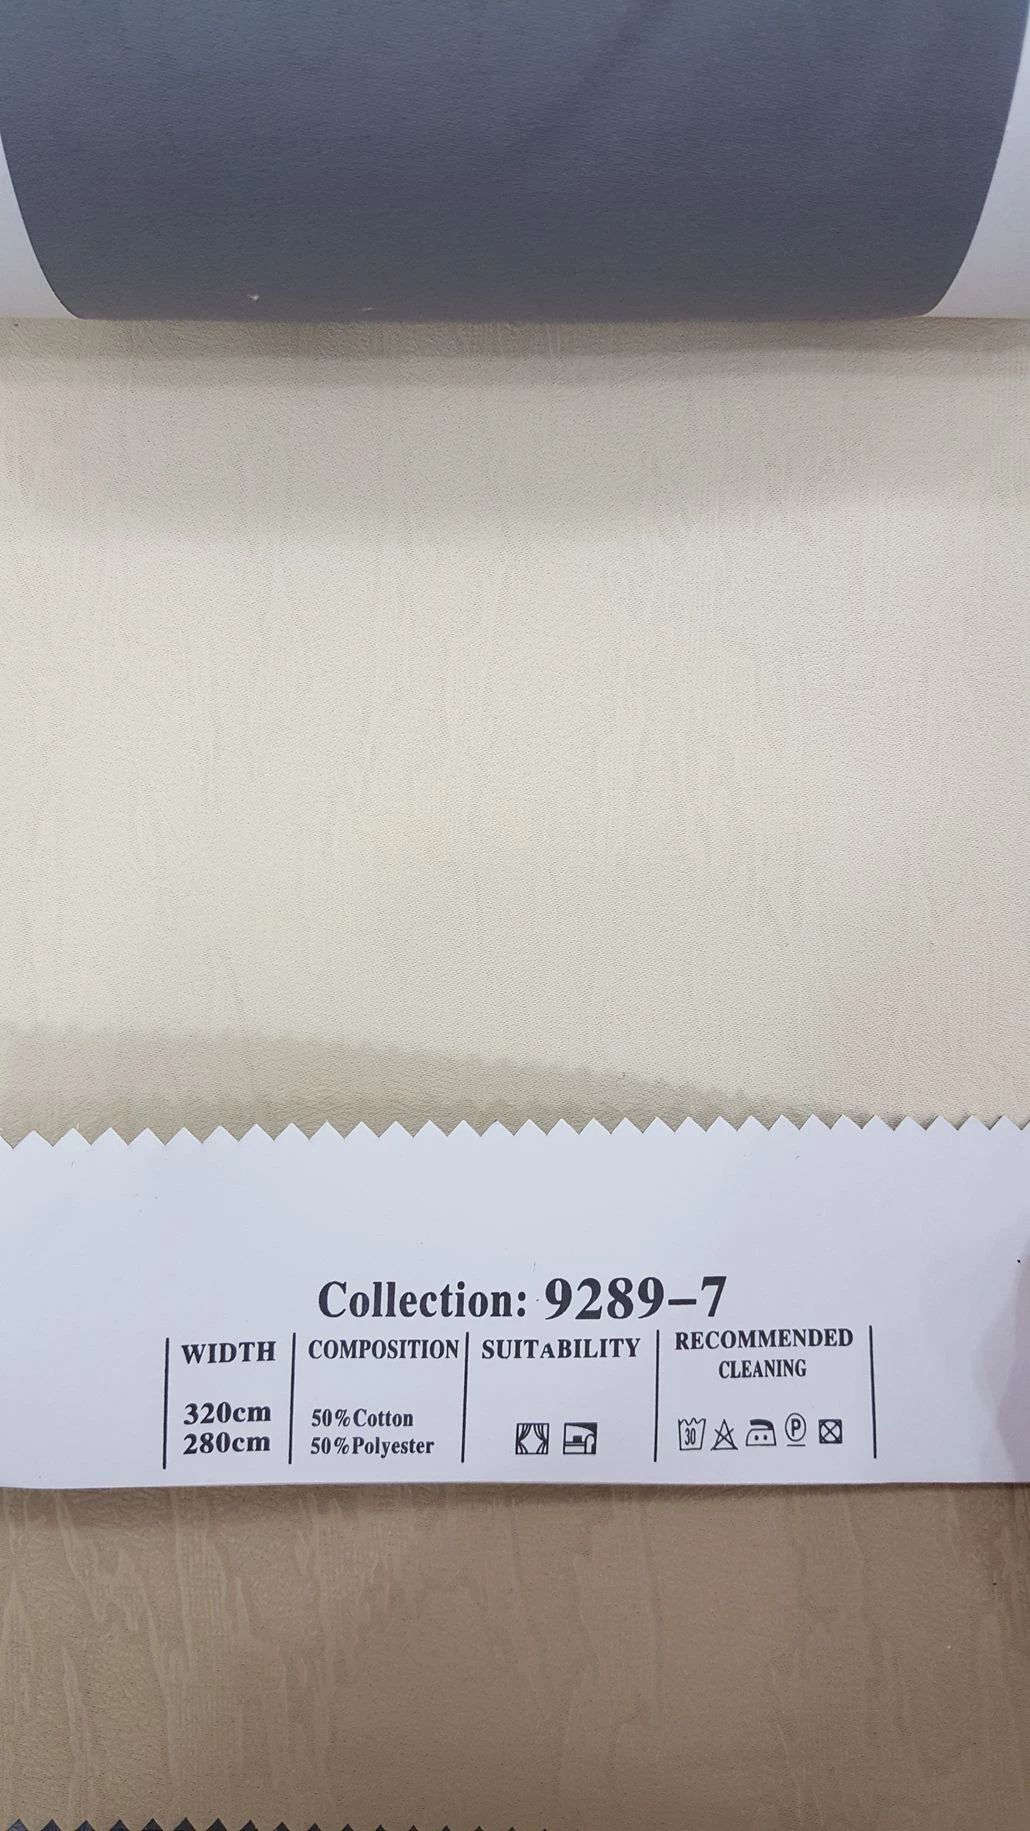 Collection: 9289-7
WIDTH
320cm
280cm
COMPOSITION
50%Cotton
50%Polyester
SUITABILITY
RECOMMENDED
CLEANING
30
P